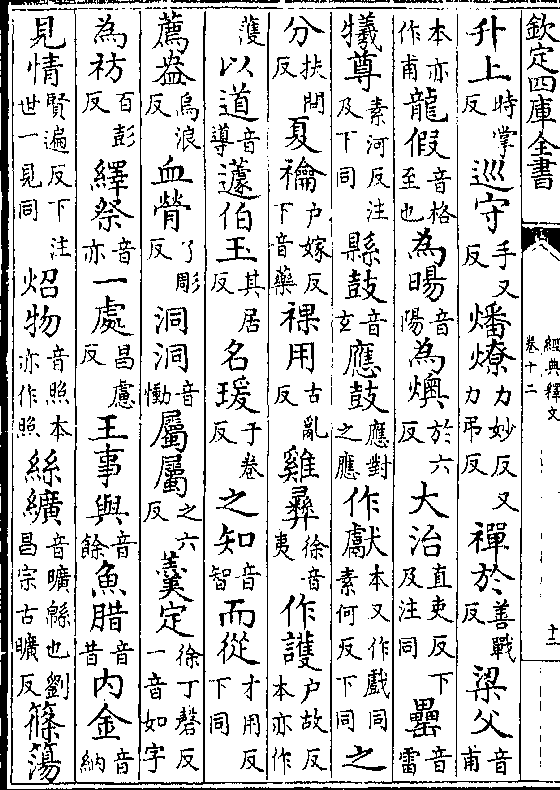 欽定四庫全書
經典釋文
卷十二
十二
升上時掌反巡守手又反燔燎力妙反又力弔反禪於善戰反梁父音甫
本亦作甫龍假音格至也為暘音陽為燠於六反大治直吏反下及注同罍音雷
犧尊素河反注及下同縣鼓音玄應鼓應對之應作獻本又作戲同素何反下同之
分扶問反夏禴戶嫁反下音藥祼用古亂反雞彝徐音夷作護戶故反本亦作
頀以道音導蘧伯玉其居反名瑗于卷反之知音智而從才用反下同
薦盎烏浪反血膋了彫反洞洞音慟屬屬之六反羹定徐丁磬反一音如字
為祊百彭反繹祭音亦一處昌慮反王事與音餘魚腊音昔內金音納
見情賢遍反下注世一見同炤物音照本亦作照絲纊音曠緜也劉昌宗古曠反篠簜